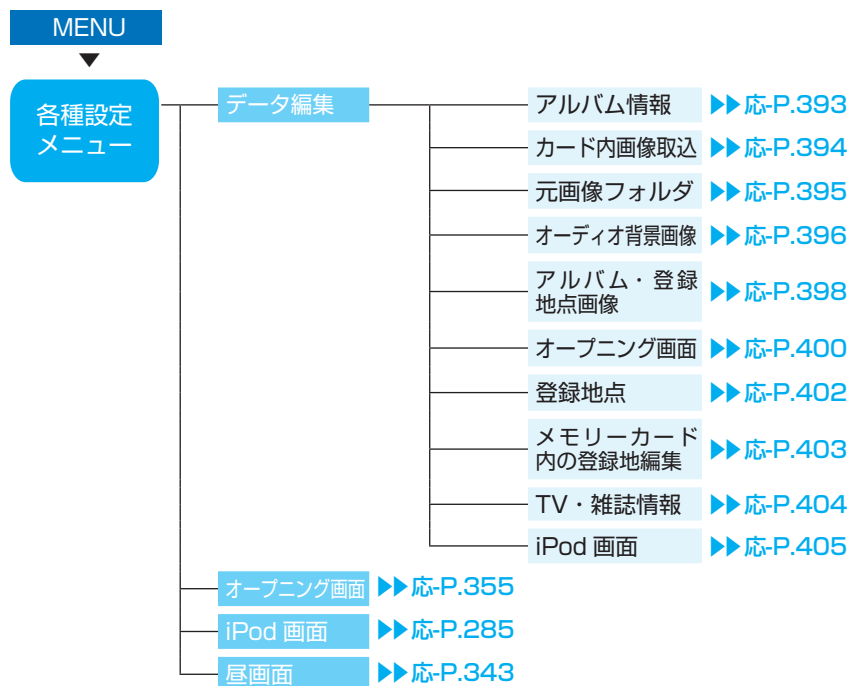 MENU
▼
各種設定
メニュー
データ編集
アルバム情報 ▶▶応-P.393
カード内画像取込 ▶▶応-P.394
元画像フォルダ ▶▶応-P.395
オーディオ背景画像 ▶▶応-P.396
アルバム・登録
地点画像 ▶▶応-P.398
オープニング画面 ▶▶応-P.400
登録地点 ▶▶応-P.402
メモリーカード
内の登録地編集 ▶▶応-P.403
TV・雑誌情報 ▶▶応-P.404
iPod 画面 ▶▶応-P.405
オープニング画面 ▶▶応-P.355
iPod 画面 ▶▶応-P.285
昼画面 ▶▶応-P.343